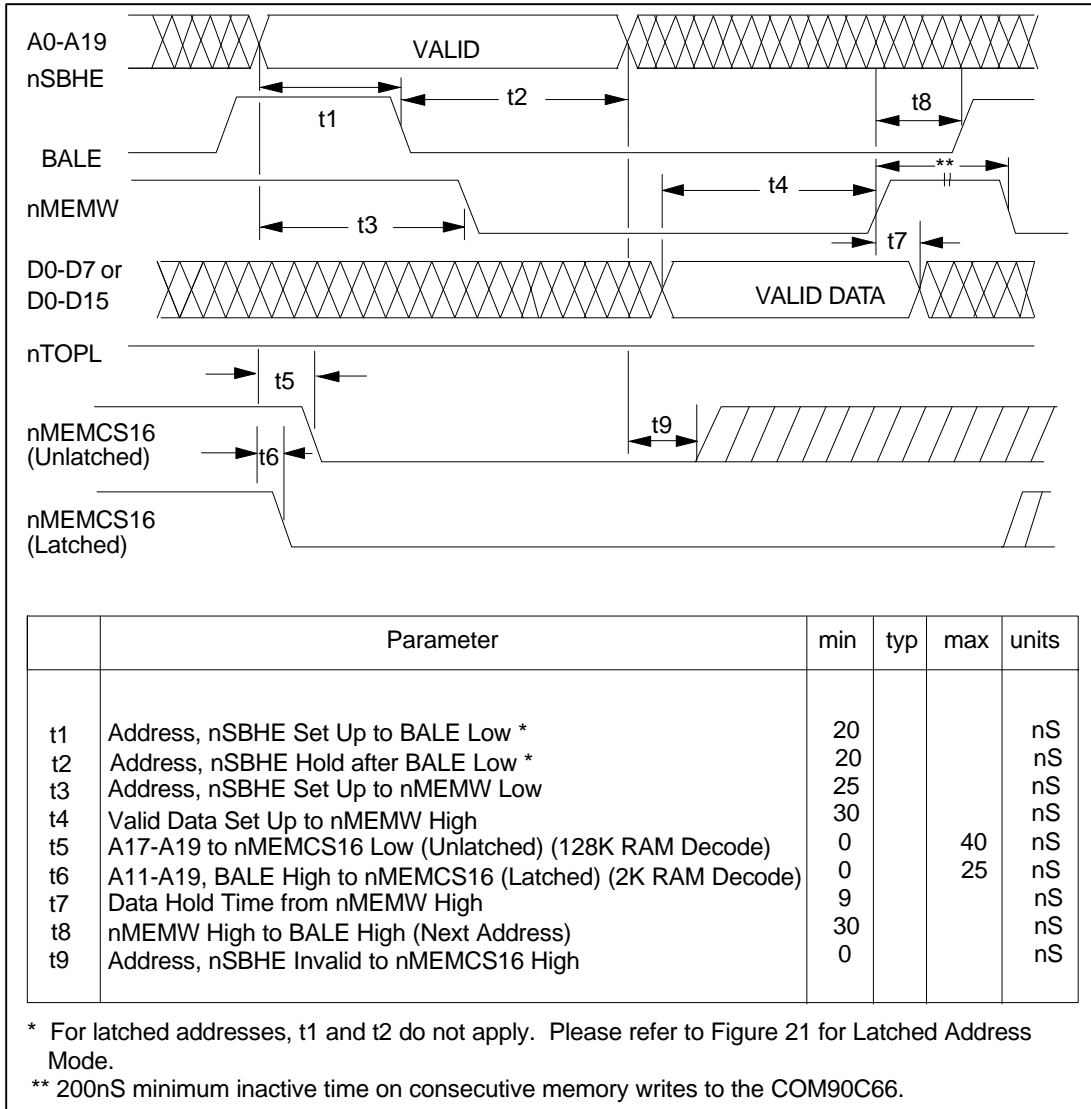 A0-A19
VALID
nSBHE
t1
t2
t8
BALE
**
nMEMW
t3
t4
t7
D0-D7 or
D0-D15
VALID DATA
nTOPL
t5
nMEMCS16
(Unlatched)
t6
t9
nMEMCS16
(Latched)
Parameter min typ max units
t1 Address, nSBHE Set Up to BALE Low * 20 nS
t2 Address, nSBHE Hold after BALE Low * 20 nS
t3 Address, nSBHE Set Up to nMEMW Low 25 nS
t4 Valid Data Set Up to nMEMW High 30 nS
t5 A17-A19 to nMEMCS16 Low (Unlatched) (128K RAM Decode) 0 40 nS
t6 A11-A19, BALE High to nMEMCS16 (Latched) (2K RAM Decode) 0 25 nS
t7 Data Hold Time from nMEMW High 9 nS
t8 nMEMW High to BALE High (Next Address) 30 nS
t9 Address, nSBHE Invalid to nMEMCS16 High 0 nS
* For latched addresses, t1 and t2 do not apply. Please refer to Figure 21 for Latched Address
Mode.
** 200nS minimum inactive time on consecutive memory writes to the COM90C66.